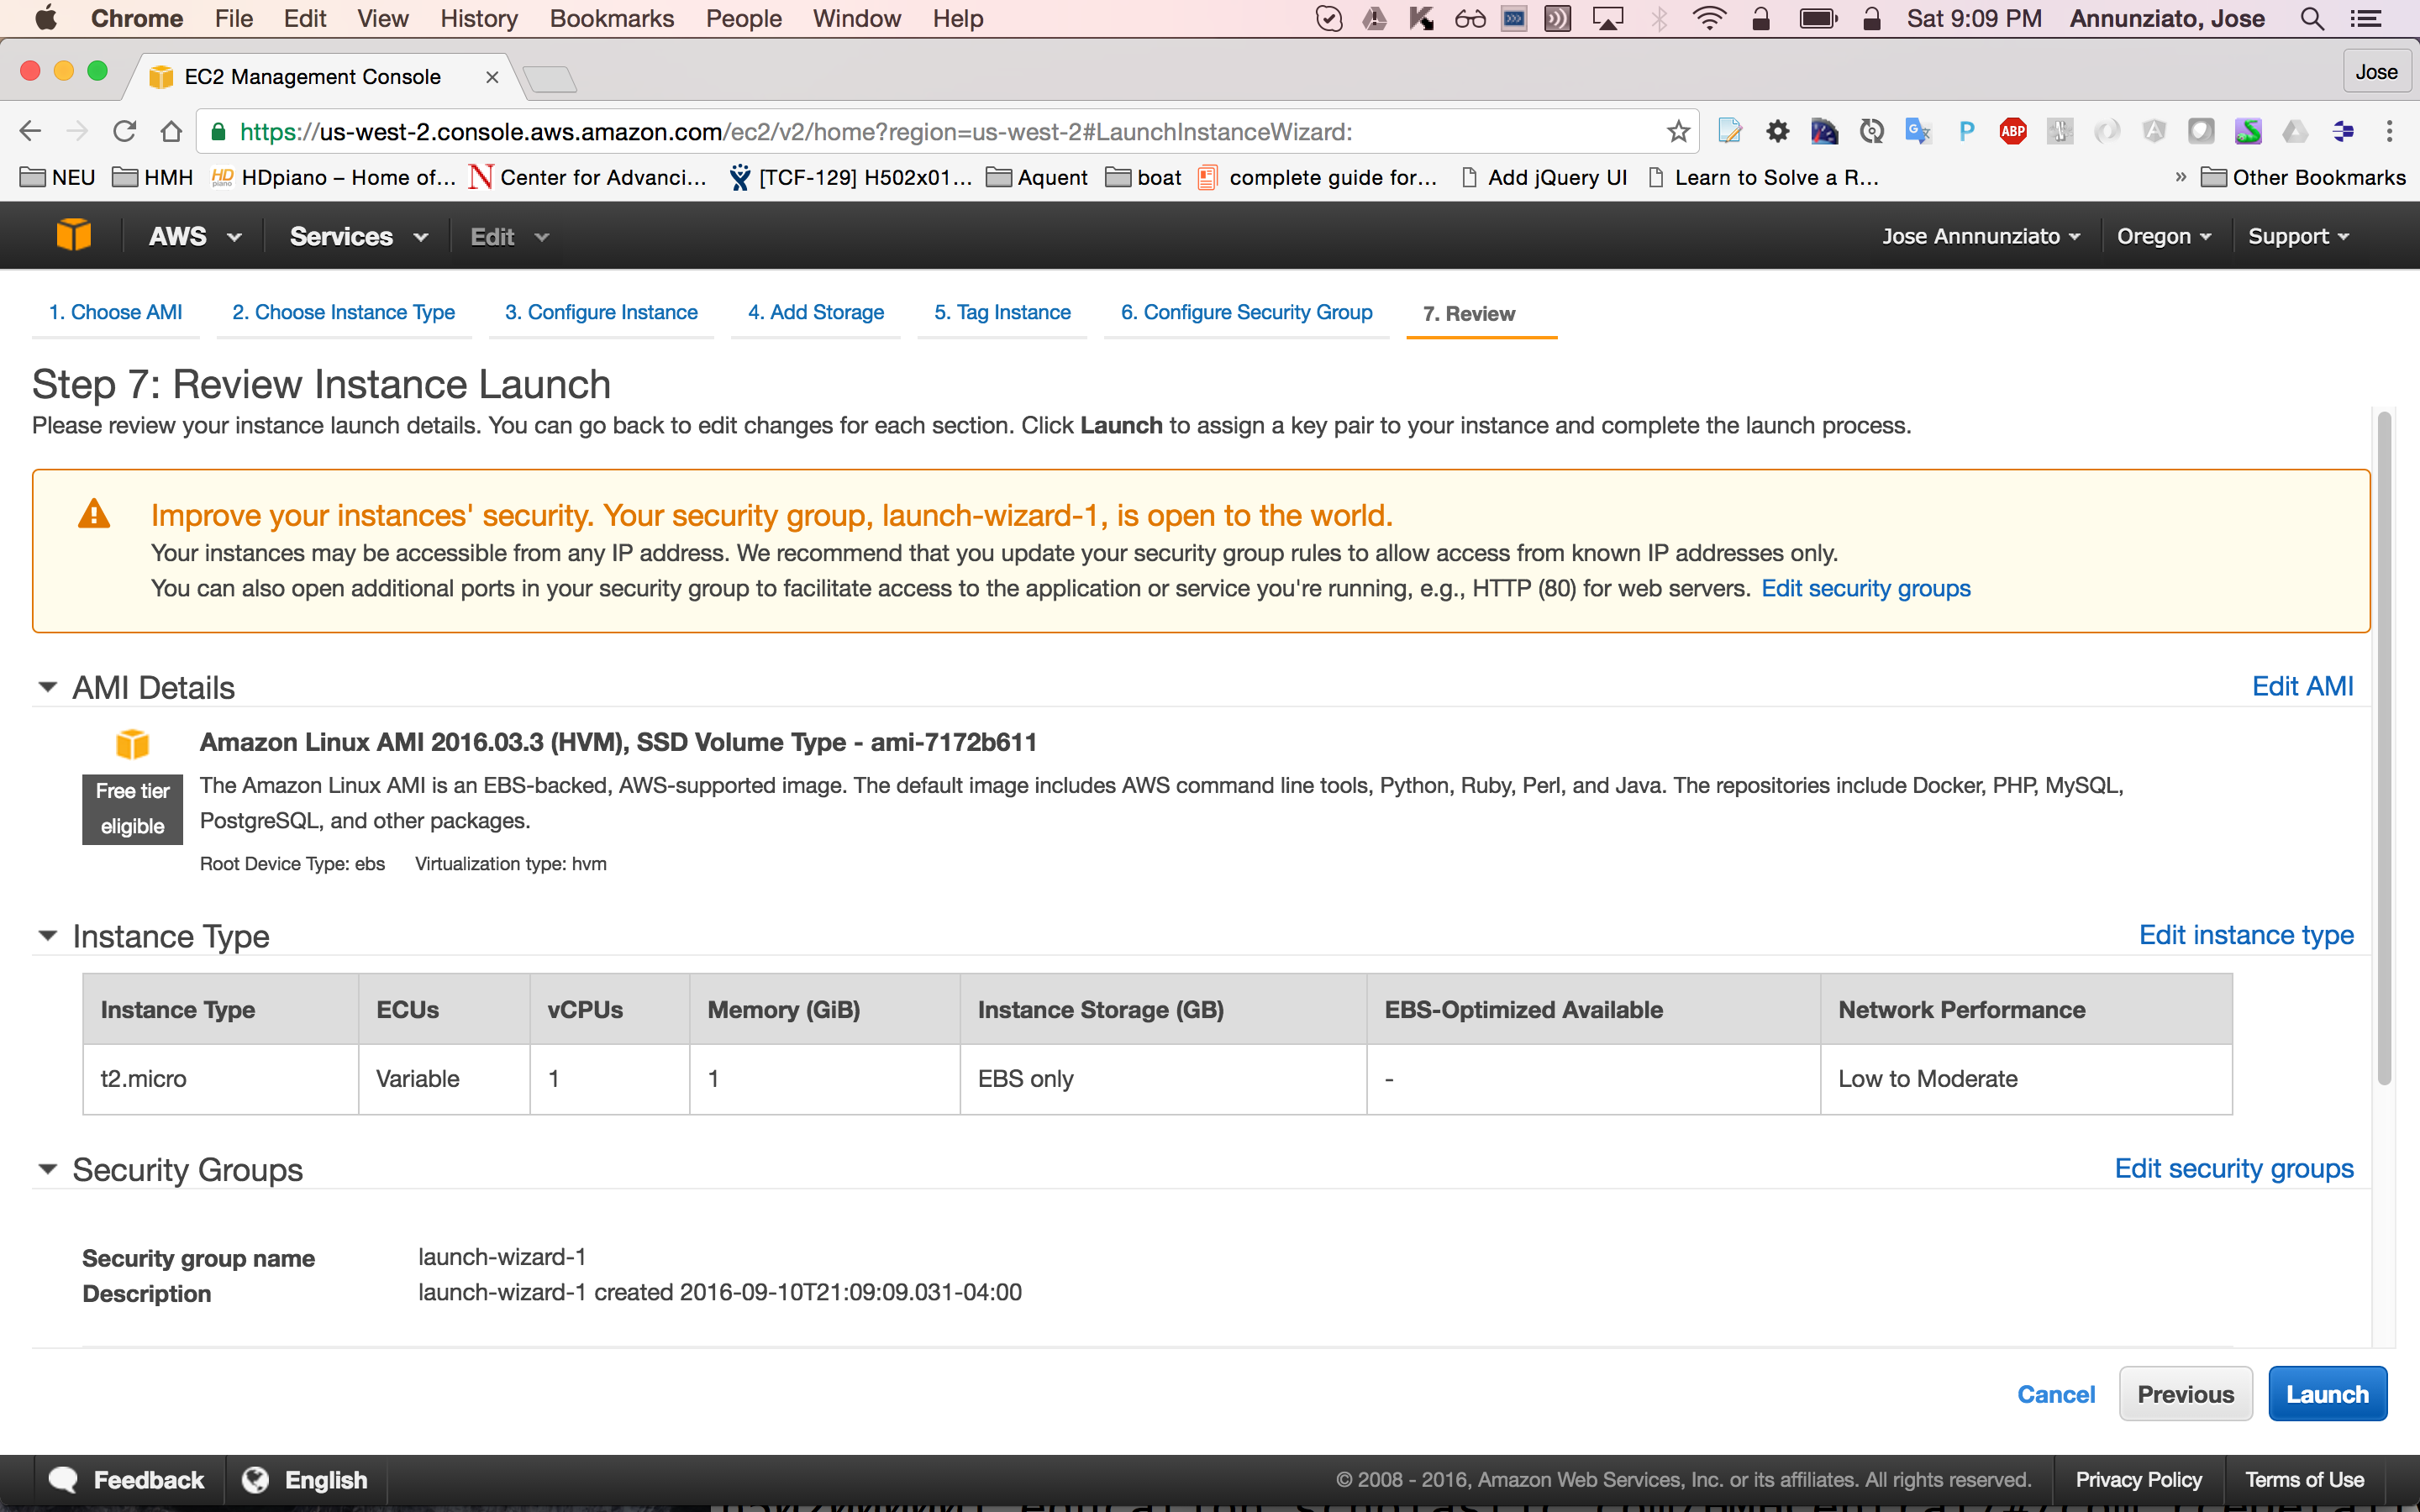 Chrome File Edit View History Bookmarks People Window Help Sat 9:09 PM Annunziato, Jose
EC2 Management Console Jose
https://us-west-2.console.aws.amazon.com/ec2/v2/home?region=us-west-2#LaunchInstanceWizard: P ABP
NEU HMH HD piano HDpiano – Home of... N Center for Advanci... [TCF-129] H502x01... Aquent boat complete guide for... Add jQuery UI Learn to Solve a R... » Other Bookmarks
AWS Services Edit Jose Annnunziato Oregon Support
1. Choose AMI 2. Choose Instance Type 3. Configure Instance 4. Add Storage 5. Tag Instance 6. Configure Security Group 7. Review
Step 7: Review Instance Launch
Please review your instance launch details. You can go back to edit changes for each section. Click Launch to assign a key pair to your instance and complete the launch process.
Improve your instances' security. Your security group, launch-wizard-1, is open to the world.
Your instances may be accessible from any IP address. We recommend that you update your security group rules to allow access from known IP addresses only.
You can also open additional ports in your security group to facilitate access to the application or service you're running, e.g., HTTP (80) for web servers. Edit security groups
AMI Details Edit AMI
Amazon Linux AMI 2016.03.3 (HVM), SSD Volume Type - ami-7172b611
Free tier eligible
The Amazon Linux AMI is an EBS-backed, AWS-supported image. The default image includes AWS command line tools, Python, Ruby, Perl, and Java. The repositories include Docker, PHP, MySQL,
PostgreSQL, and other packages.
Root Device Type: ebs Virtualization type: hvm
Instance Type Edit instance type
Instance Type ECUs vCPUs Memory (GiB) Instance Storage (GB) EBS-Optimized Available Network Performance
t2.micro Variable 1 1 EBS only - Low to Moderate
Security Groups Edit security groups
Security group name launch-wizard-1
Description launch-wizard-1 created 2016-09-10T21:09:09.031-04:00
Cancel Previous Launch
Feedback English © 2008 - 2016, Amazon Web Services, Inc. or its affiliates. All rights reserved. Privacy Policy Terms of Use